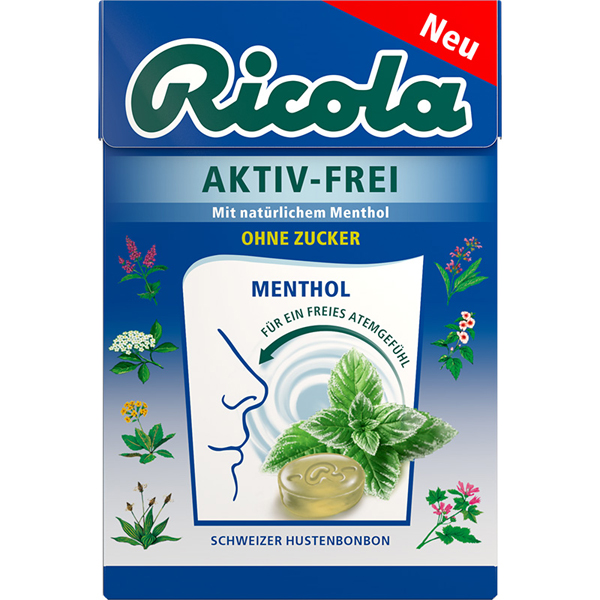 Neu
Ricola
AKTIV-FREI
Mit natürlichem Menthol
OHNE ZUCKER
MENTHOL
FÜR EIN FREIES ATEMGEFÜHL
SCHWEIZER HUSTENBONBON